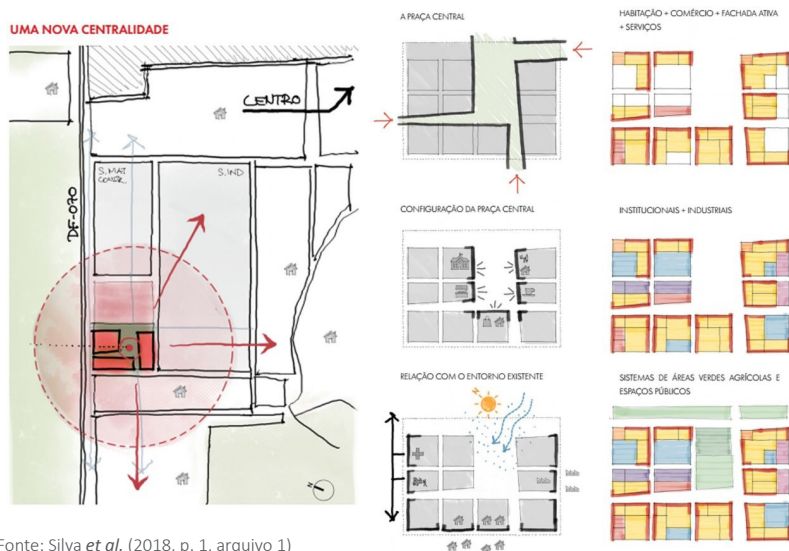 UMA NOVA CENTRALIDADE
CENTRO
S. MAT
CONSTR.
S. IND
DF-070
N
A PRAÇA CENTRAL
CONFIGURAÇÃO DA PRAÇA CENTRAL
RELAÇÃO COM O ENTORNO EXISTENTE
N
HABITAÇÃO + COMÉRCIO + FACHADA ATIVA
+ SERVIÇOS
INSTITUCIONAIS + INDUSTRIAIS
SISTEMAS DE ÁREAS VERDES AGRÍCOLAS E
ESPAÇOS PÚBLICOS
Fonte: Silva et al. (2018, p. 1, arquivo 1)